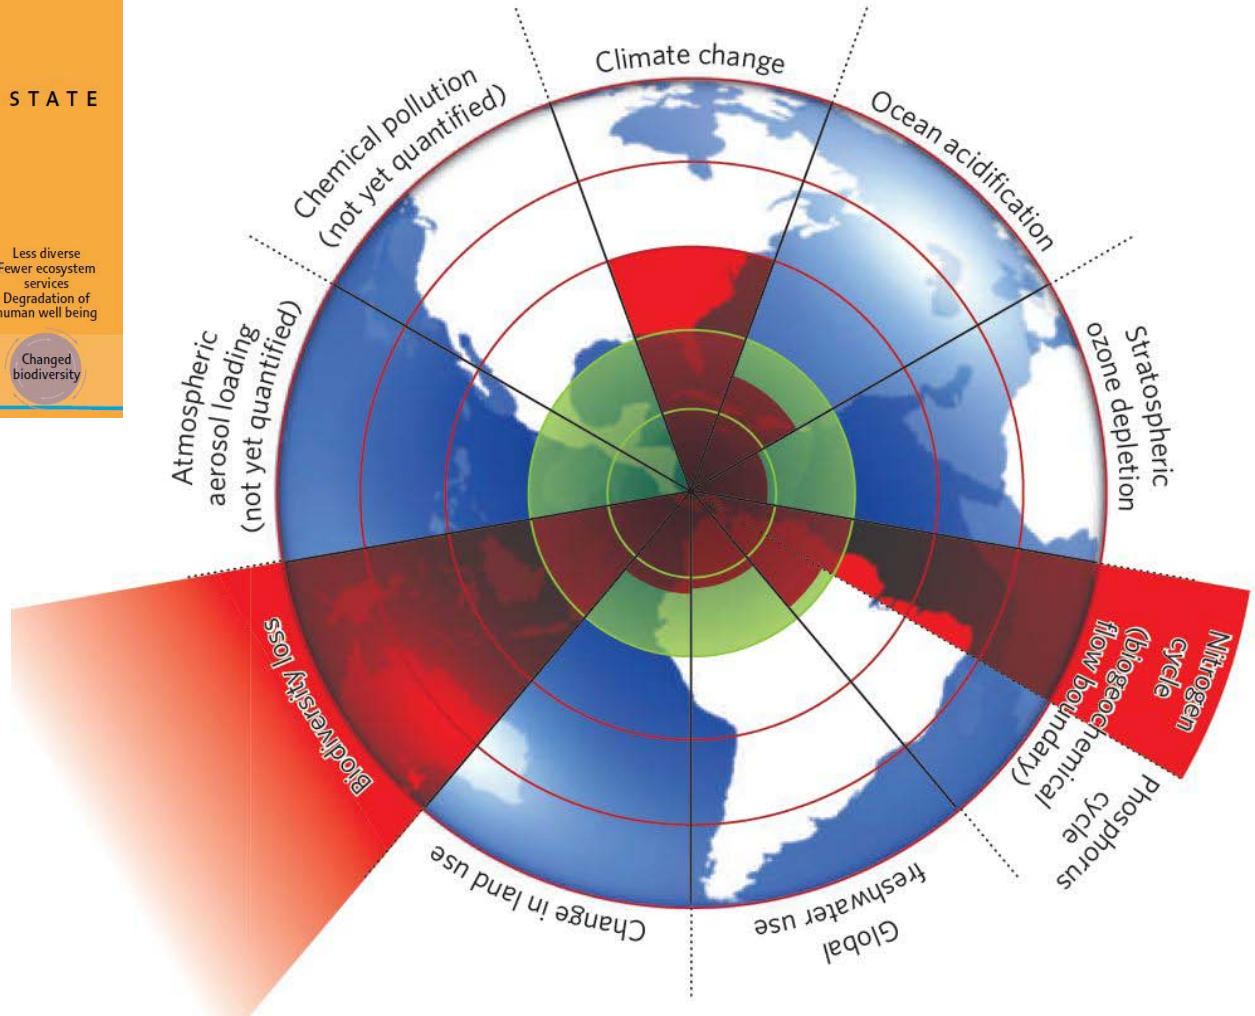 STATE
Less diverse
Fewer ecosystem
services
Degradation of
human well being
Changed
biodiversity
Climate change
Ocean acidification
Stratospheric
ozone depletion
Nitrogen
cycle
(biogeochemical
flow boundary)
Phosphorus
cycle
Global
freshwater use
Change in land use
Biodiversity loss
Atmospheric
aerosol loading
(not yet quantified)
Chemical pollution
(not yet quantified)